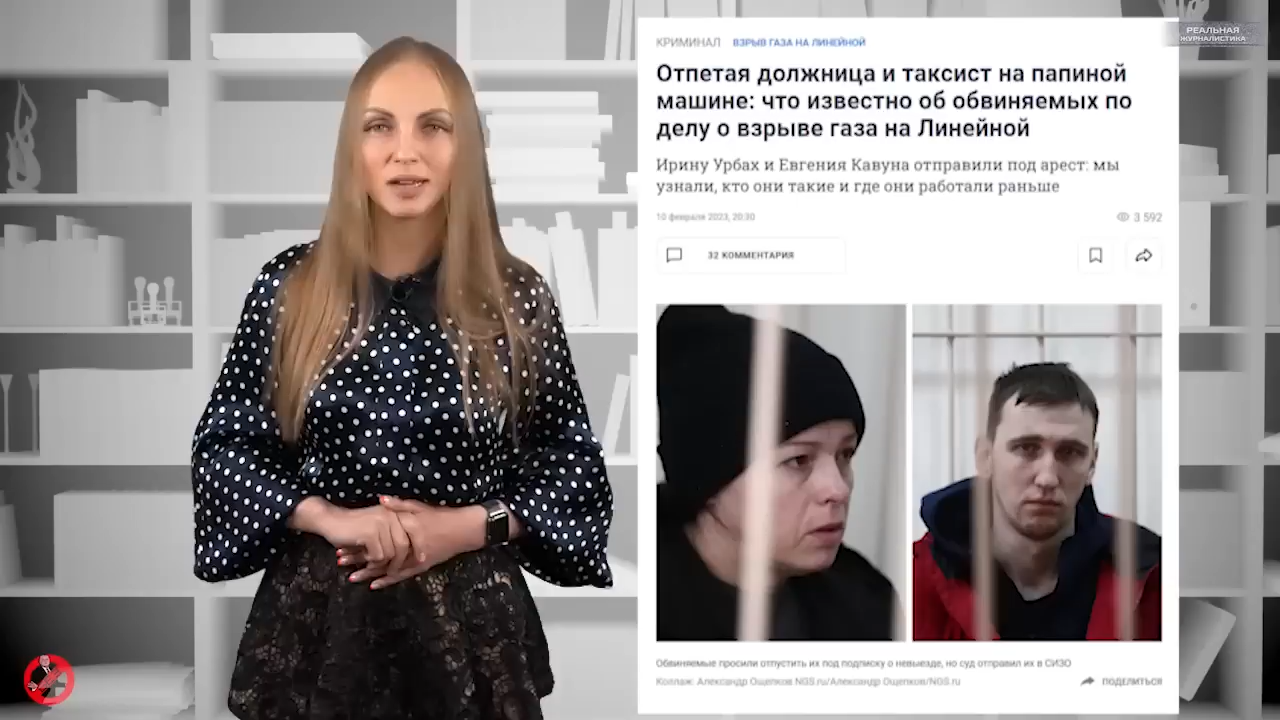 РЕАЛЬНАЯ
ЖУРНАЛИСТИКА
КРИМИНАЛ ВЗРЫВ ГАЗА НА ЛИНЕЙНОЙ
Отпетая должница и таксист на папиной
машине: что известно об обвиняемых по
делу о взрыве газа на Линейной
Ирину Урбах и Евгения Кавуна отправили под арест: мы
узнали, кто они такие и где они работали раньше
10 февраля 2023, 20:30 3 592
32 КОММЕНТАРИЯ
Обвиняемые просили отпустить их под подписку о невыезде, но суд отправил их в СИЗО
Коллаж: Александр Ощепков NGS.ru/Александр Ощепков/NGS.ru ПОДЕЛИТЬСЯ